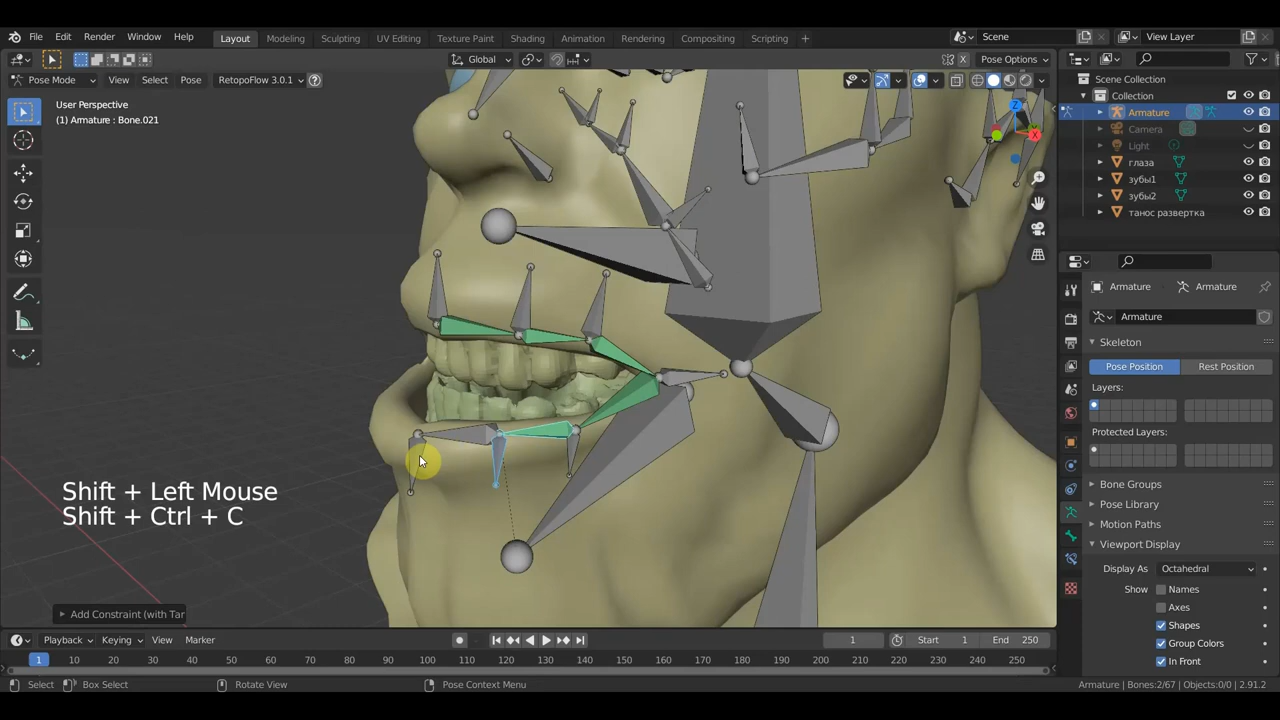 File Edit Render Window Help Layout Modeling Sculpting UV Editing Texture Paint Shading Animation Rendering Compositing Scripting + Scene View Layer
Global Pose Options
Pose Mode View Select Pose RetopoFlow 3.0.1 ?
Scene Collection
Collection
Armature
Camera
Light
глаза
зубы1
зубы2
танос развертка
User Perspective
(1) Armature : Bone.021
Z
X
Armature Armature
Armature
Skeleton
Pose Position Rest Position
Layers:
Protected Layers:
Bone Groups
Pose Library
Motion Paths
Viewport Display
Display As Octahedral
Show Names
Axes
Shapes
Group Colors
In Front
Shift + Left Mouse
Shift + Ctrl + C
Add Constraint (with Tar
Playback Keying View Marker 1 Start 1 End 250
1 10 20 30 40 50 60 70 80 90 100 110 120 130 140 150 160 170 180 190 200 210 220 230 240 250
Select Box Select Rotate View Pose Context Menu Armature | Bones:2/67 | Objects:0/0 | 2.91.2